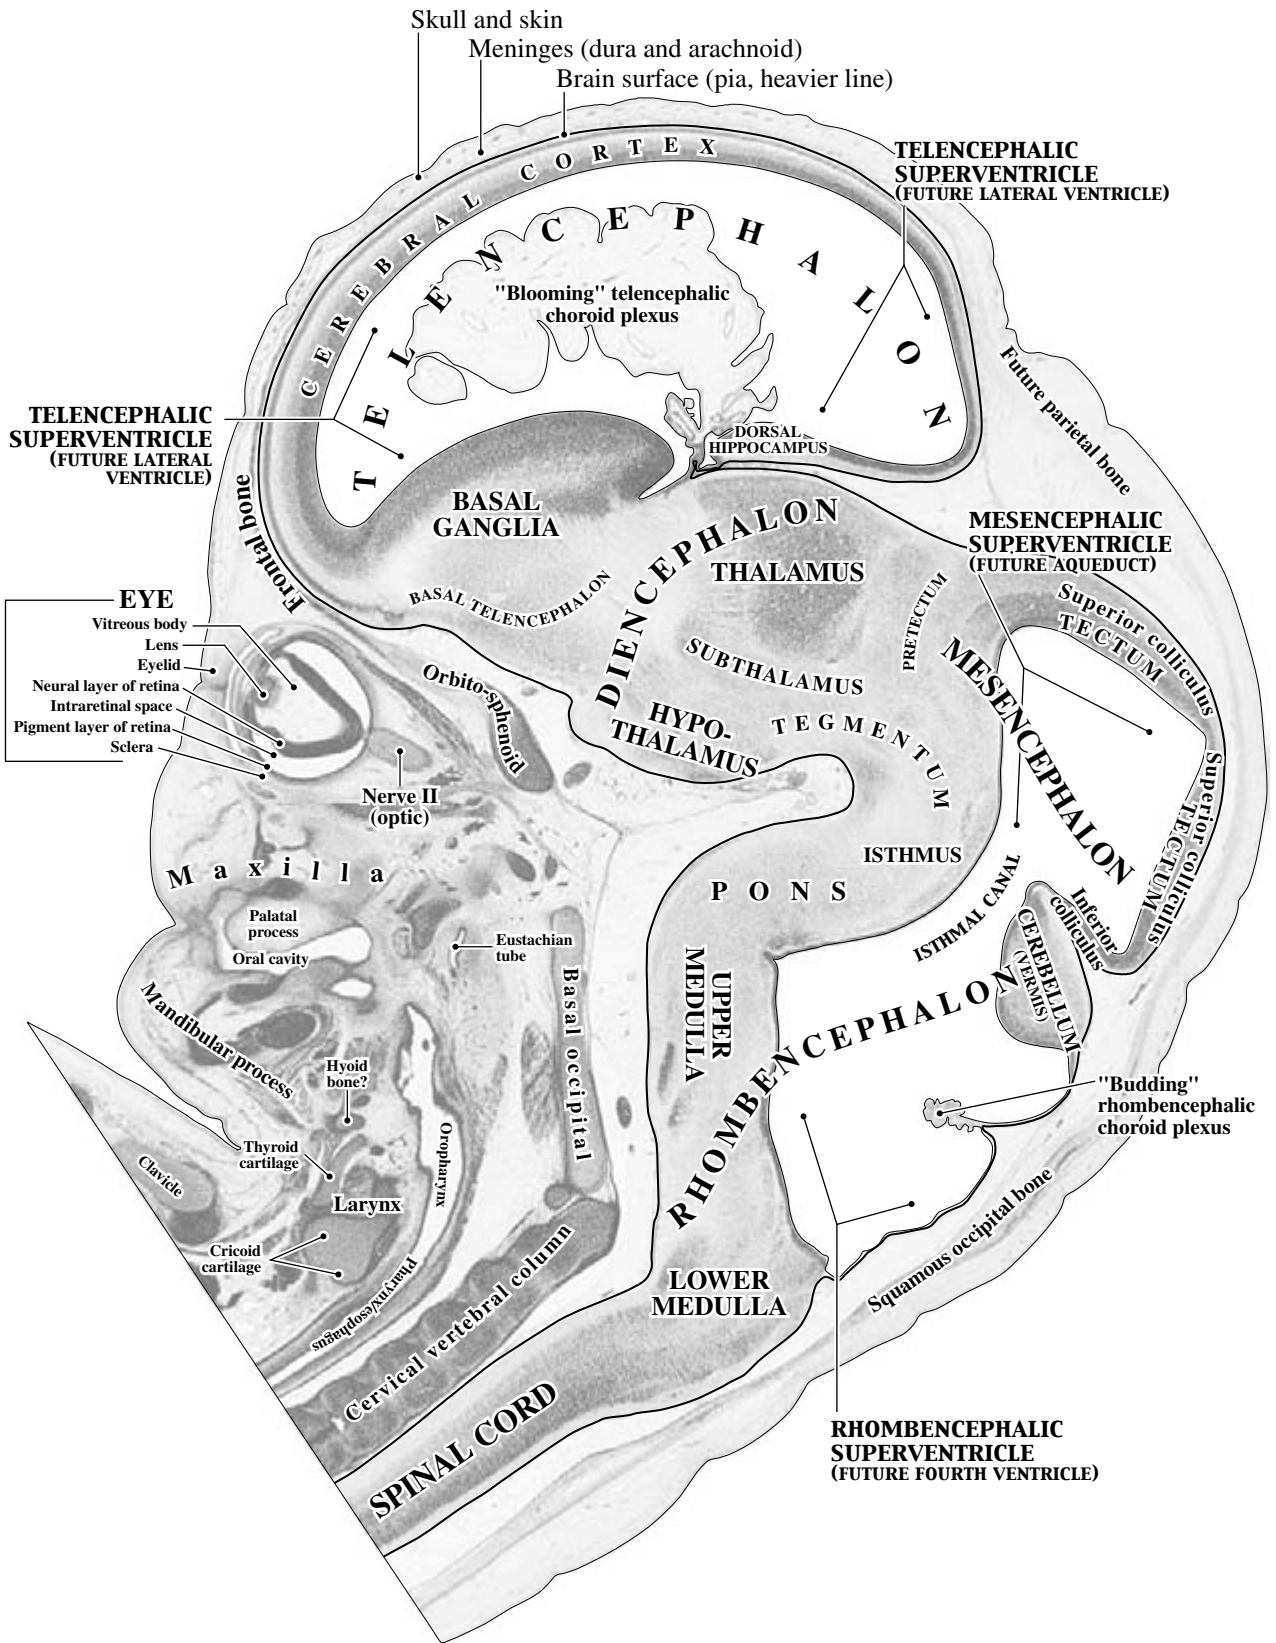 Skull and skin
Meninges (dura and arachnoid)
Brain surface (pia, heavier line)
CEREBRAL CORTEX
TELENCEPHALIC
SUPERVENTRICLE
(FUTURE LATERAL VENTRICLE)
TELENCEPHALON
"Blooming" telencephalic
choroid plexus
Future parietal bone
TELENCEPHALIC
SUPERVENTRICLE
(FUTURE LATERAL
VENTRICLE)
DORSAL
HIPPOCAMPUS
BASAL
GANGLIA
Frontal bone
DIENCEPHALON
MESENCEPHALIC
SUPERVENTRICLE
(FUTURE AQUEDUCT)
THALAMUS
BASAL TELENCEPHALON
PRETECTUM
Superior colliculus
TECTUM
EYE
Vitreous body
Lens
Eyelid
Neural layer of retina
Intraretinal space
Pigment layer of retina
Sclera
Orbito-sphenoid
SUBTHALAMUS
MESENCEPHALON
HYPO-
THALAMUS
TEGMENTUM
Superior colliculus
TECTUM
Nerve II
(optic)
ISTHMUS
Maxilla
PONS
ISTHMAL CANAL
Inferior
colliculus
Palatal
process
Oral cavity
Eustachian
tube
CEREBELLUM
(VERMIS)
Basal occipital
UPPER
MEDULLA
RHOMBENCEPHALON
Mandibular process
Hyoid
bone?
"Budding"
rhombencephalic
choroid plexus
Thyroid
cartilage
Oropharynx
Clavicle
Larynx
Cricoid
cartilage
Squamous occipital bone
Pharynx/esophagus
Cervical vertebral column
LOWER
MEDULLA
SPINAL CORD
RHOMBENCEPHALIC
SUPERVENTRICLE
(FUTURE FOURTH VENTRICLE)